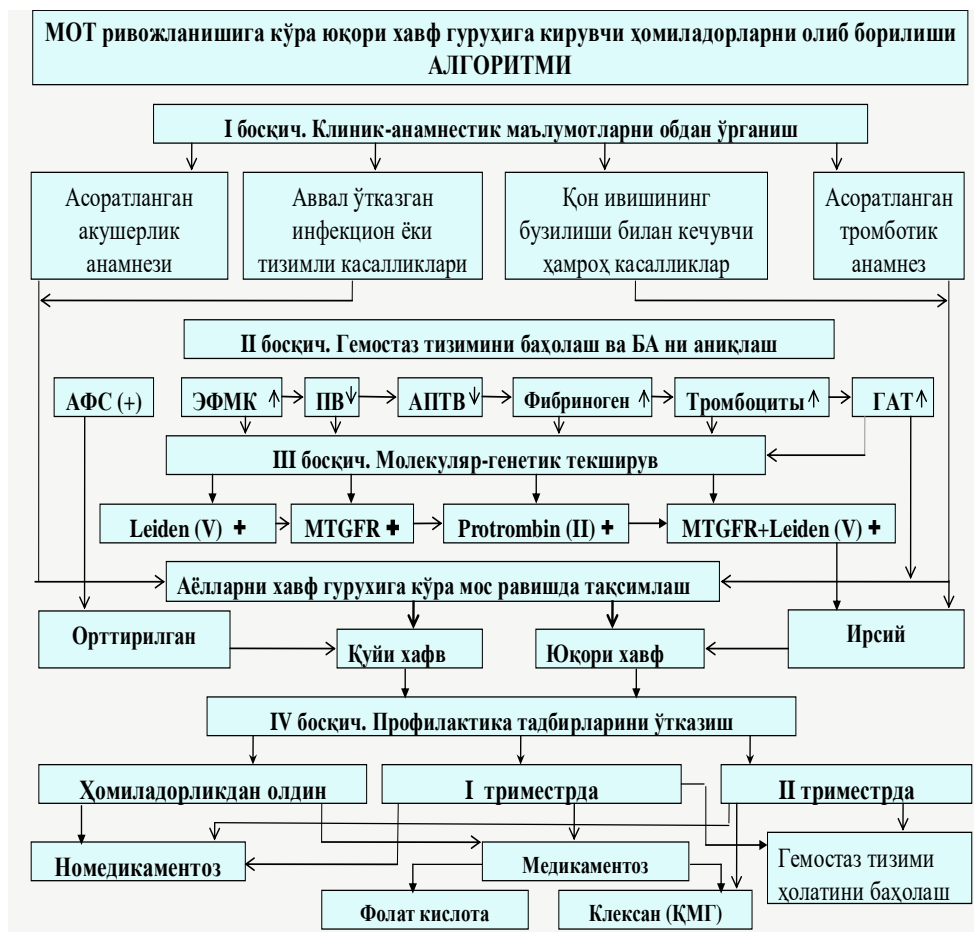 МОТ ривожланишига кўра юқори хавф гуруҳига кирувчи ҳомиладорларни олиб борилиши
АЛГОРИТМИ
I босқич. Клиник-анамнестик маълумотларни обдан ўрганиш
Асоратланган
акушерлик
анамнези
Аввал ўтказган
инфекцион ёки
тизимли касалликлари
Қон ивишининг
бузилиши билан кечувчи
ҳамроҳ касалликлар
Асоратланган
тромботик
анамнез
II босқич. Гемостаз тизимини баҳолаш ва БА ни аниқлаш
АФС (+)
ЭФМК ↑
ПВ ↓
АПТВ ↓
Фибриноген ↑
Тромбоциты ↑
ГАТ ↑
III босқич. Молекуляр-генетик текширув
Leiden (V) +
MTGFR +
Protrombin (II) +
MTGFR+Leiden (V) +
Аёлларни хавф гурухига кўра мос равишда тақсимлаш
Орттирилган
Қуйи хафв
Юқори хавф
Ирсий
IV босқич. Профилактика тадбирларини ўтказиш
Ҳомиладорликдан олдин
I триместрда
II триместрда
Номедикаментоз
Медикаментоз
Гемостаз тизими
ҳолатини баҳолаш
Фолат кислота
Клексан (ҚМГ)